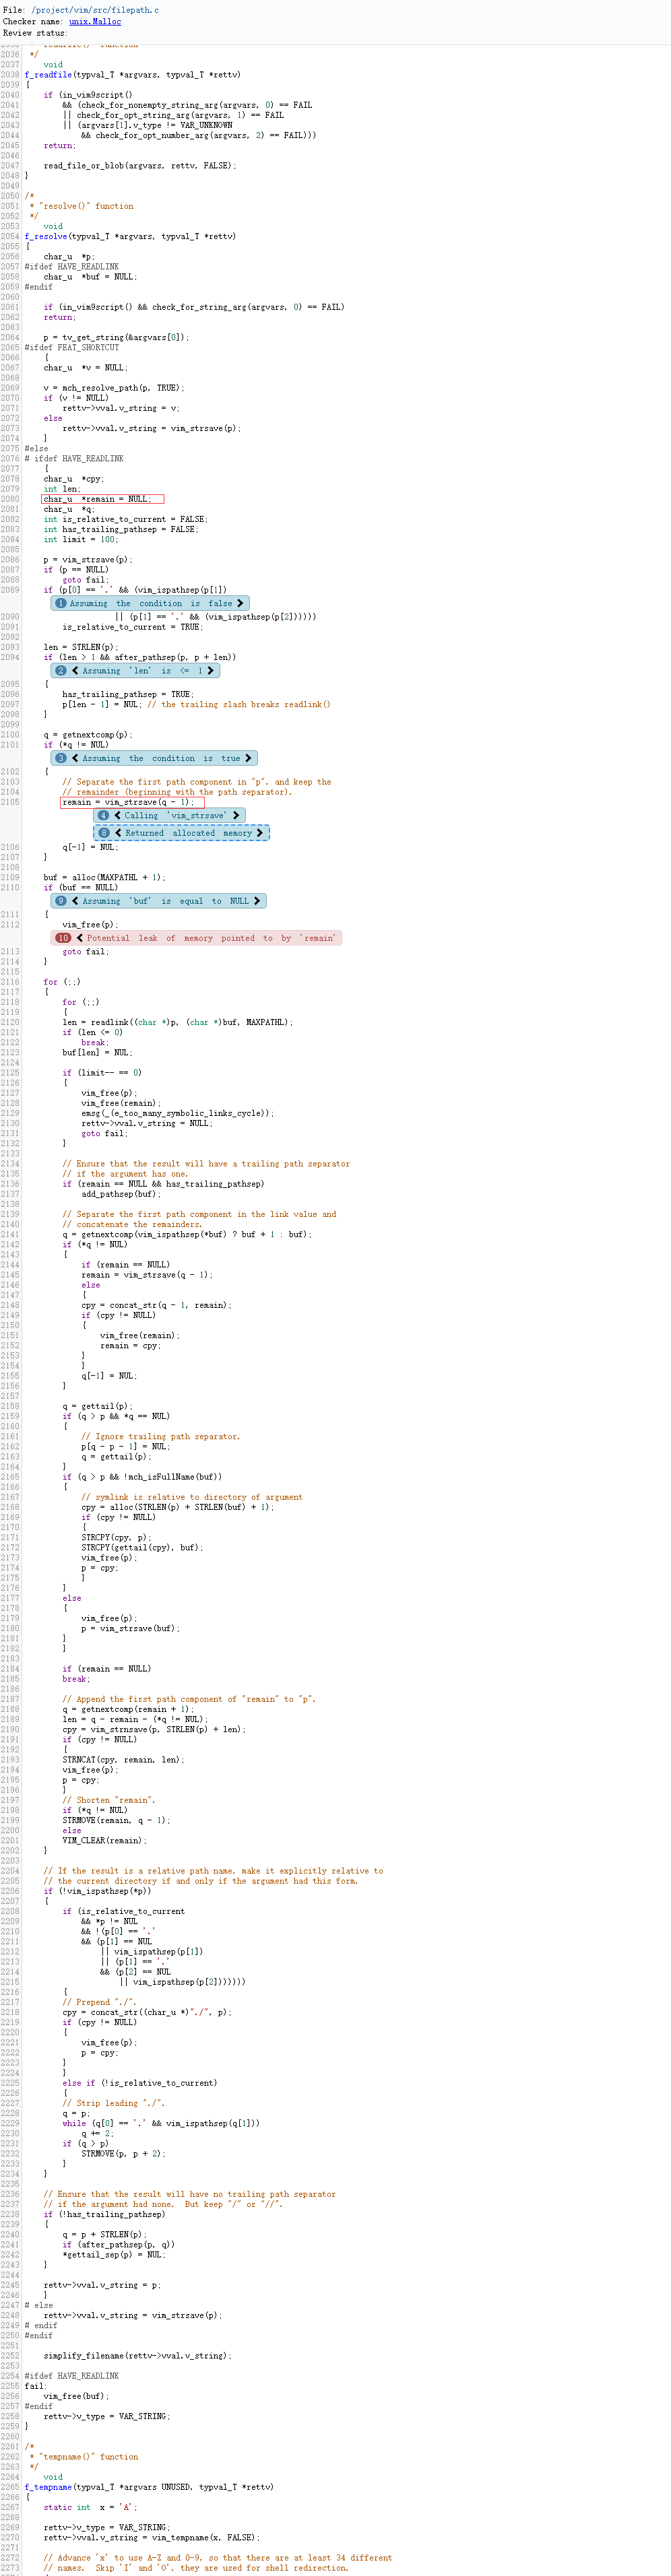 File: /project/vim/src/filepath.c
Checker name: unix.Malloc
Review status:
2036 */
2037 void
2038 f_readfile(typval_T *argvars, typval_T *rettv)
2039 {
2040 if (in_vim9script()
2041 && (check_for_nonempty_string_arg(argvars, 0) == FAIL
2042 || check_for_opt_string_arg(argvars, 1) == FAIL
2043 || (argvars[1].v_type != VAR_UNKNOWN
2044 && check_for_opt_number_arg(argvars, 2) == FAIL)))
2045 return;
2046
2047 read_file_or_blob(argvars, rettv, FALSE);
2048 }
2049
2050 /*
2051 * "resolve()" function
2052 */
2053 void
2054 f_resolve(typval_T *argvars, typval_T *rettv)
2055 {
2056 char_u *p;
2057 #ifdef HAVE_READLINK
2058 char_u *buf = NULL;
2059 #endif
2060
2061 if (in_vim9script() && check_for_string_arg(argvars, 0) == FAIL)
2062 return;
2063
2064 p = tv_get_string(&argvars[0]);
2065 #ifdef FEAT_SHORTCUT
2066 {
2067 char_u *v = NULL;
2068
2069 v = mch_resolve_path(p, TRUE);
2070 if (v != NULL)
2071 rettv->vval.v_string = v;
2072 else
2073 rettv->vval.v_string = vim_strsave(p);
2074 }
2075 #else
2076 # ifdef HAVE_READLINK
2077 {
2078 char_u *cpy;
2079 int len;
2080 char_u *remain = NULL;
2081 char_u *q;
2082 int is_relative_to_current = FALSE;
2083 int has_trailing_pathsep = FALSE;
2084 int limit = 100;
2085
2086 p = vim_strsave(p);
2087 if (p == NULL)
2088 goto fail;
2089 if (p[0] == '.' && (vim_ispathsep(p[1])
1 Assuming the condition is false
2090 || (p[1] == '.' && (vim_ispathsep(p[2])))))
2091 is_relative_to_current = TRUE;
2092
2093 len = STRLEN(p);
2094 if (len > 1 && after_pathsep(p, p + len))
2 Assuming 'len' is <= 1
2095 {
2096 has_trailing_pathsep = TRUE;
2097 p[len - 1] = NUL; // the trailing slash breaks readlink()
2098 }
2099
2100 q = getnextcomp(p);
2101 if (*q != NUL)
3 Assuming the condition is true
2102 {
2103 // Separate the first path component in "p", and keep the
2104 // remainder (beginning with the path separator).
2105 remain = vim_strsave(q - 1);
4 Calling 'vim_strsave'
8 Returned allocated memory
2106 q[-1] = NUL;
2107 }
2108
2109 buf = alloc(MAXPATHL + 1);
2110 if (buf == NULL)
9 Assuming 'buf' is equal to NULL
2111 {
2112 vim_free(p);
10 Potential leak of memory pointed to by 'remain'
2113 goto fail;
2114 }
2115
2116 for (;;)
2117 {
2118 for (;;)
2119 {
2120 len = readlink((char *)p, (char *)buf, MAXPATHL);
2121 if (len <= 0)
2122 break;
2123 buf[len] = NUL;
2124
2125 if (limit-- == 0)
2126 {
2127 vim_free(p);
2128 vim_free(remain);
2129 emsg(_(e_too_many_symbolic_links_cycle));
2130 rettv->vval.v_string = NULL;
2131 goto fail;
2132 }
2133
2134 // Ensure that the result will have a trailing path separator
2135 // if the argument has one.
2136 if (remain == NULL && has_trailing_pathsep)
2137 add_pathsep(buf);
2138
2139 // Separate the first path component in the link value and
2140 // concatenate the remainders.
2141 q = getnextcomp(vim_ispathsep(*buf) ? buf + 1 : buf);
2142 if (*q != NUL)
2143 {
2144 if (remain == NULL)
2145 remain = vim_strsave(q - 1);
2146 else
2147 {
2148 cpy = concat_str(q - 1, remain);
2149 if (cpy != NULL)
2150 {
2151 vim_free(remain);
2152 remain = cpy;
2153 }
2154 }
2155 q[-1] = NUL;
2156 }
2157
2158 q = gettail(p);
2159 if (q > p && *q == NUL)
2160 {
2161 // Ignore trailing path separator.
2162 p[q - p - 1] = NUL;
2163 q = gettail(p);
2164 }
2165 if (q > p && !mch_isFullName(buf))
2166 {
2167 // symlink is relative to directory of argument
2168 cpy = alloc(STRLEN(p) + STRLEN(buf) + 1);
2169 if (cpy != NULL)
2170 {
2171 STRCPY(cpy, p);
2172 STRCPY(gettail(cpy), buf);
2173 vim_free(p);
2174 p = cpy;
2175 }
2176 }
2177 else
2178 {
2179 vim_free(p);
2180 p = vim_strsave(buf);
2181 }
2182 }
2183
2184 if (remain == NULL)
2185 break;
2186
2187 // Append the first path component of "remain" to "p".
2188 q = getnextcomp(remain + 1);
2189 len = q - remain - (*q != NUL);
2190 cpy = vim_strnsave(p, STRLEN(p) + len);
2191 if (cpy != NULL)
2192 {
2193 STRNCAT(cpy, remain, len);
2194 vim_free(p);
2195 p = cpy;
2196 }
2197 // Shorten "remain".
2198 if (*q != NUL)
2199 STRMOVE(remain, q - 1);
2200 else
2201 VIM_CLEAR(remain);
2202 }
2203
2204 // If the result is a relative path name, make it explicitly relative to
2205 // the current directory if and only if the argument had this form.
2206 if (!vim_ispathsep(*p))
2207 {
2208 if (is_relative_to_current
2209 && *p != NUL
2210 && !(p[0] == '.'
2211 && (p[1] == NUL
2212 || vim_ispathsep(p[1])
2213 || (p[1] == '.'
2214 && (p[2] == NUL
2215 || vim_ispathsep(p[2]))))))
2216 {
2217 // Prepend "./".
2218 cpy = concat_str((char_u *)"./", p);
2219 if (cpy != NULL)
2220 {
2221 vim_free(p);
2222 p = cpy;
2223 }
2224 }
2225 else if (!is_relative_to_current)
2226 {
2227 // Strip leading "./".
2228 q = p;
2229 while (q[0] == '.' && vim_ispathsep(q[1]))
2230 q += 2;
2231 if (q > p)
2232 STRMOVE(p, p + 2);
2233 }
2234 }
2235
2236 // Ensure that the result will have no trailing path separator
2237 // if the argument had none. But keep "/" or "//".
2238 if (!has_trailing_pathsep)
2239 {
2240 q = p + STRLEN(p);
2241 if (after_pathsep(p, q))
2242 *gettail_sep(p) = NUL;
2243 }
2244
2245 rettv->vval.v_string = p;
2246 }
2247 # else
2248 rettv->vval.v_string = vim_strsave(p);
2249 # endif
2250 #endif
2251
2252 simplify_filename(rettv->vval.v_string);
2253
2254 #ifdef HAVE_READLINK
2255 fail:
2256 vim_free(buf);
2257 #endif
2258 rettv->v_type = VAR_STRING;
2259 }
2260
2261 /*
2262 * "tempname()" function
2263 */
2264 void
2265 f_tempname(typval_T *argvars UNUSED, typval_T *rettv)
2266 {
2267 static int x = 'A';
2268
2269 rettv->v_type = VAR_STRING;
2270 rettv->vval.v_string = vim_tempname(x, FALSE);
2271
2272 // Advance 'x' to use A-Z and 0-9, so that there are at least 34 different
2273 // names. Skip 'I' and 'O', they are used for shell redirection.